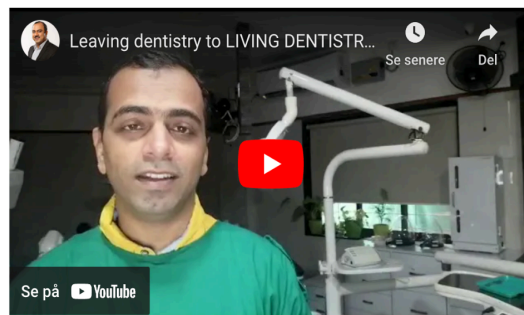 Leaving dentistry to LIVING DENTISTR...
Se senere
Del
Se på YouTube